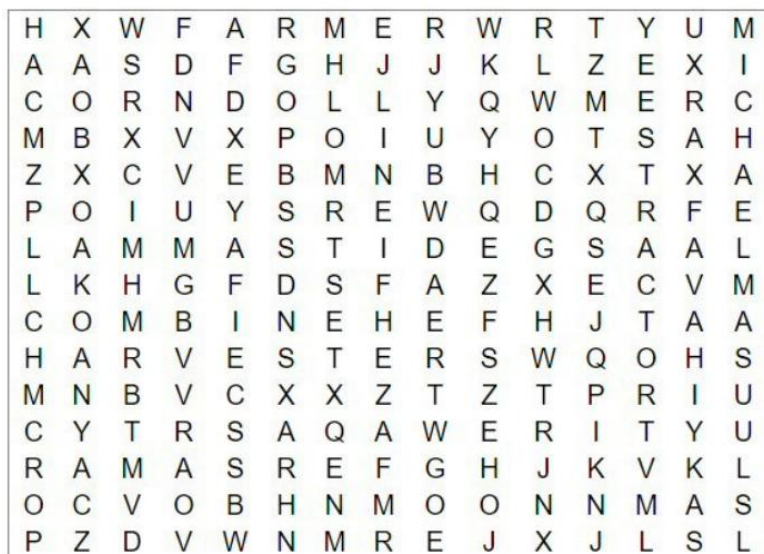 H X W F A R M E R W R T Y U M
A A S D F G H J J K L Z E X I
C O R N D O L L Y Q W M E R C
M B X V X P O I U Y O T S A H
Z X C V E B M N B H C X T X A
P O I U Y S R E W Q D Q R F E
L A M M A S T I D E G S A A L
L K H G F D S F A Z X E C V M
C O M B I N E H E F H J T A A
H A R V E S T E R S W Q O H S
M N B V C X X Z T Z T P R I U
C Y T R S A Q A W E R I T Y U
R A M A S R E F G H J K V K L
O C V O B H N M O O N N M A S
P Z D V W N M R E J X J L S L